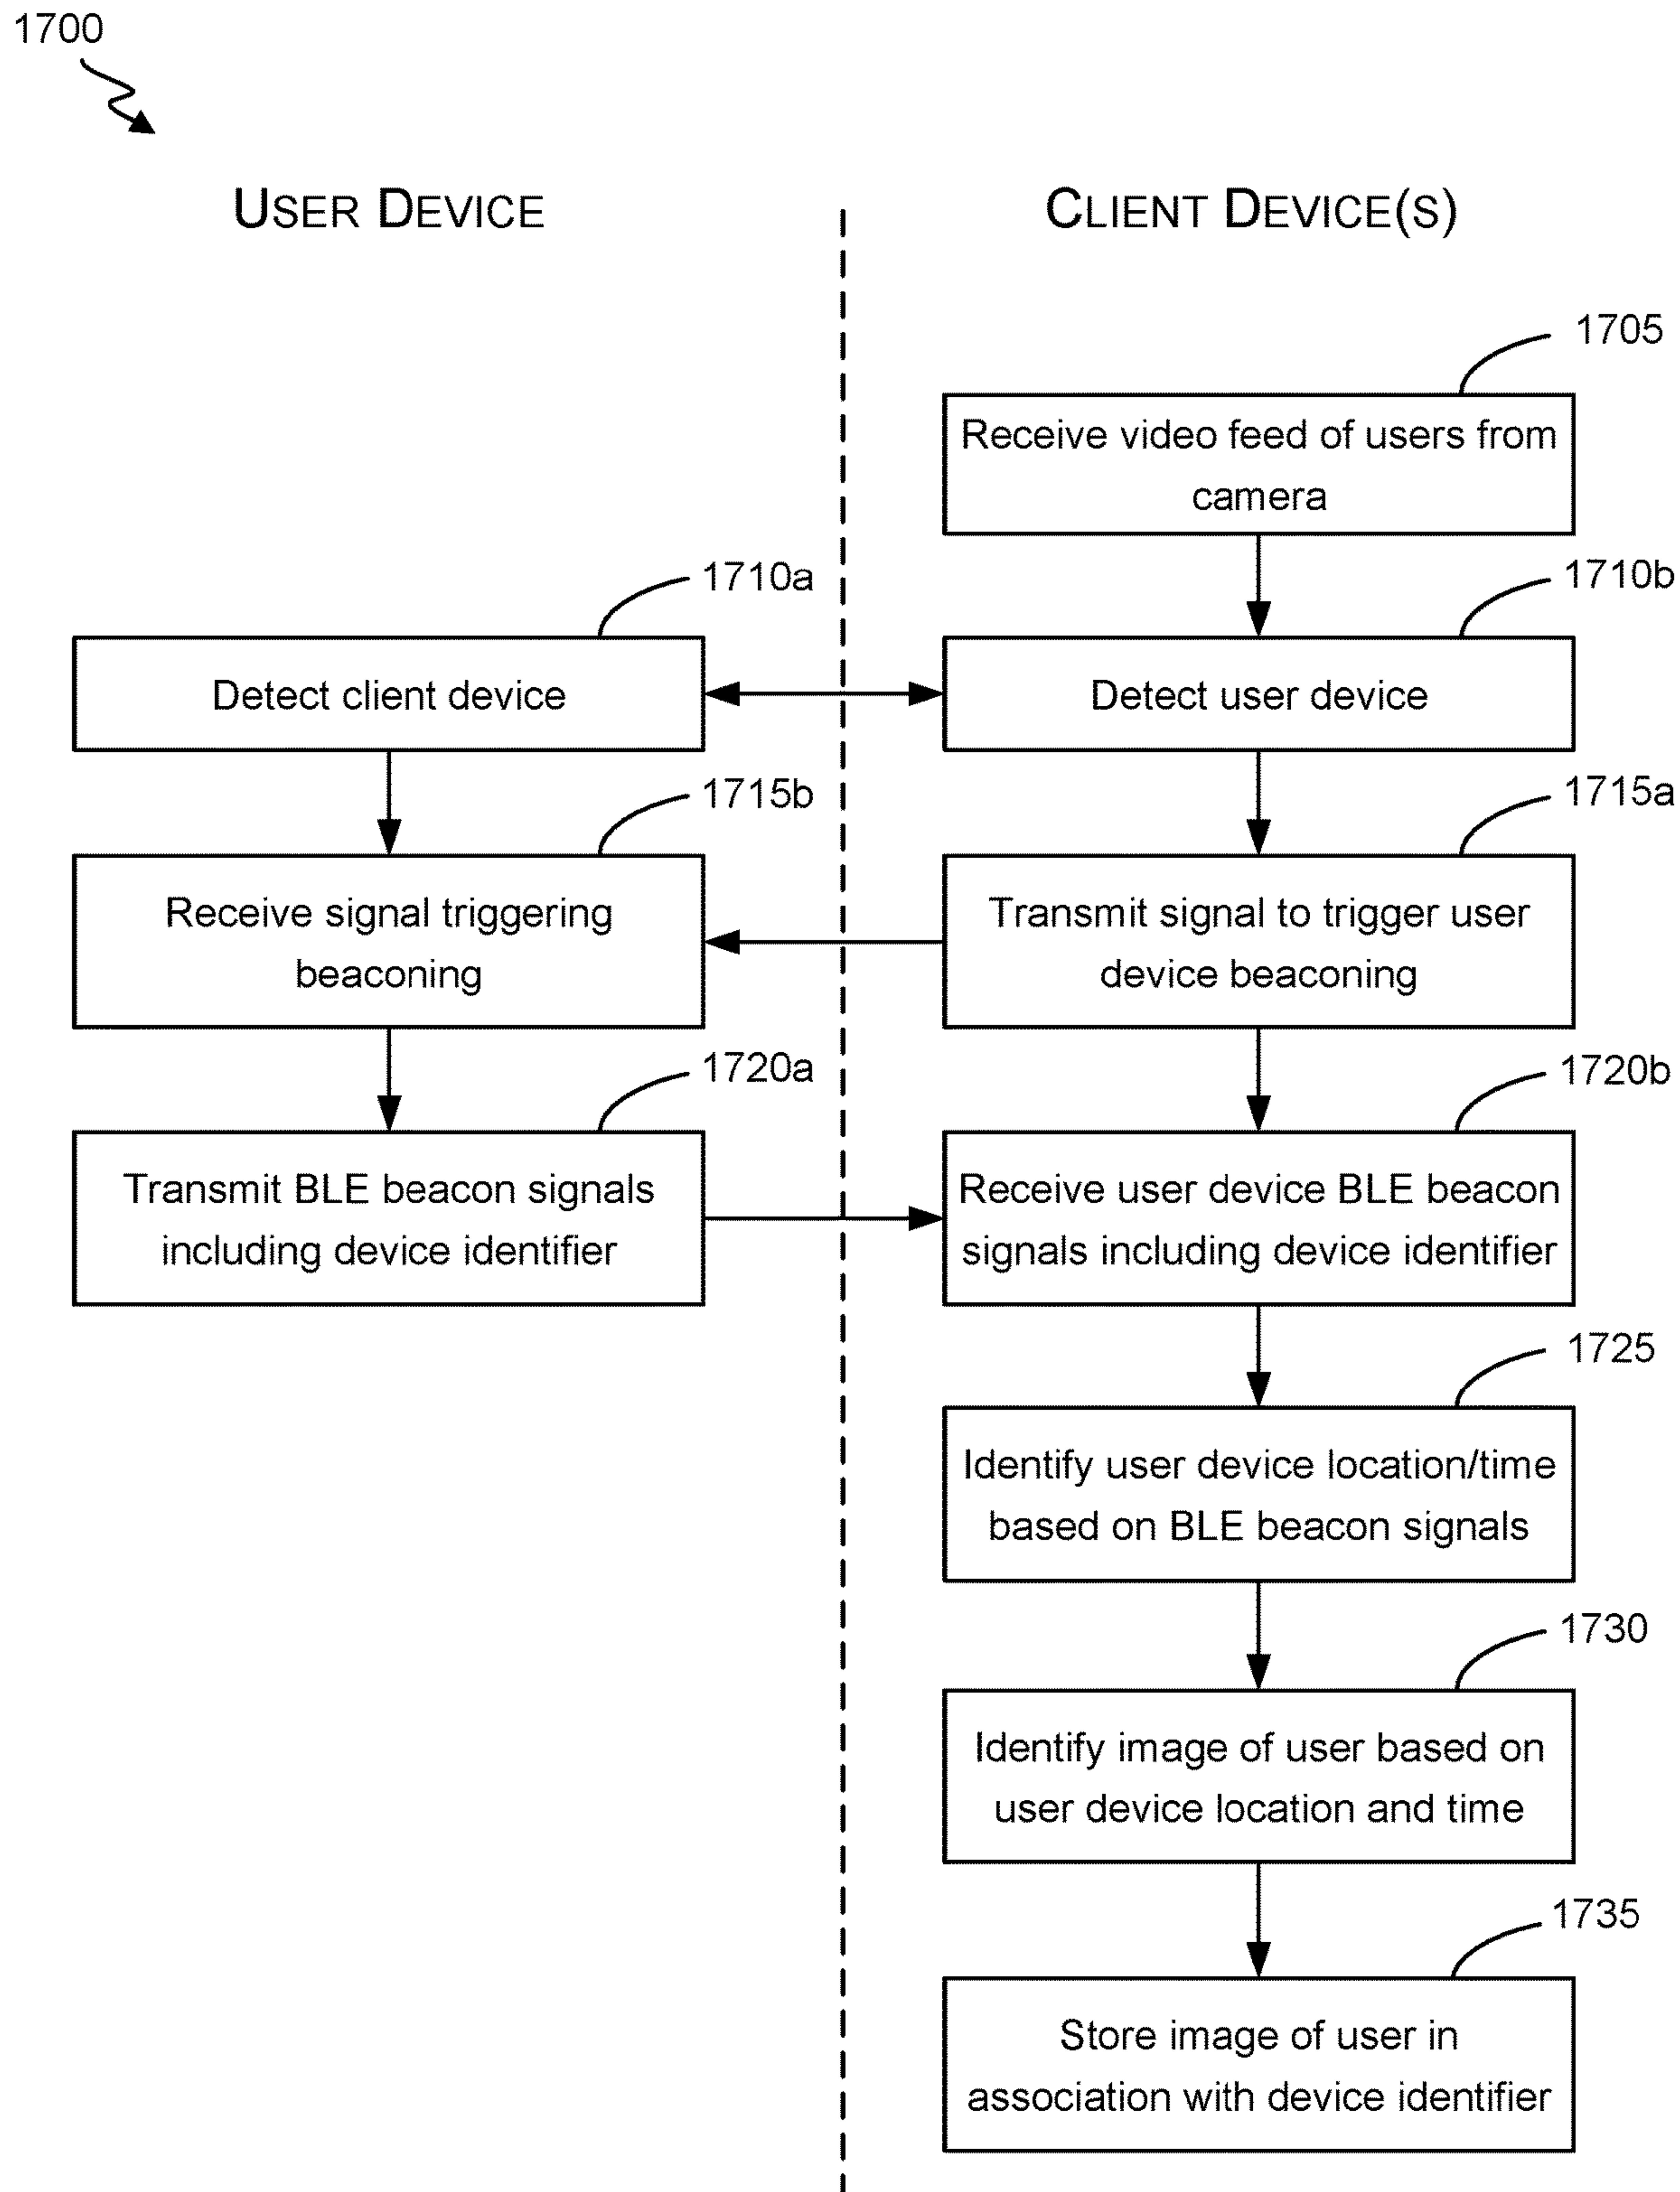 1700
USER DEVICE
CLIENT DEVICE(S)
1705
Receive video feed of users from
camera
1710a
1710b
Detect client device
Detect user device
1715b
1715a
Receive signal triggering
beaconing
Transmit signal to trigger user
device beaconing
1720a
1720b
Transmit BLE beacon signals
including device identifier
Receive user device BLE beacon
signals including device identifier
1725
Identify user device location/time
based on BLE beacon signals
1730
Identify image of user based on
user device location and time
1735
Store image of user in
association with device identifier